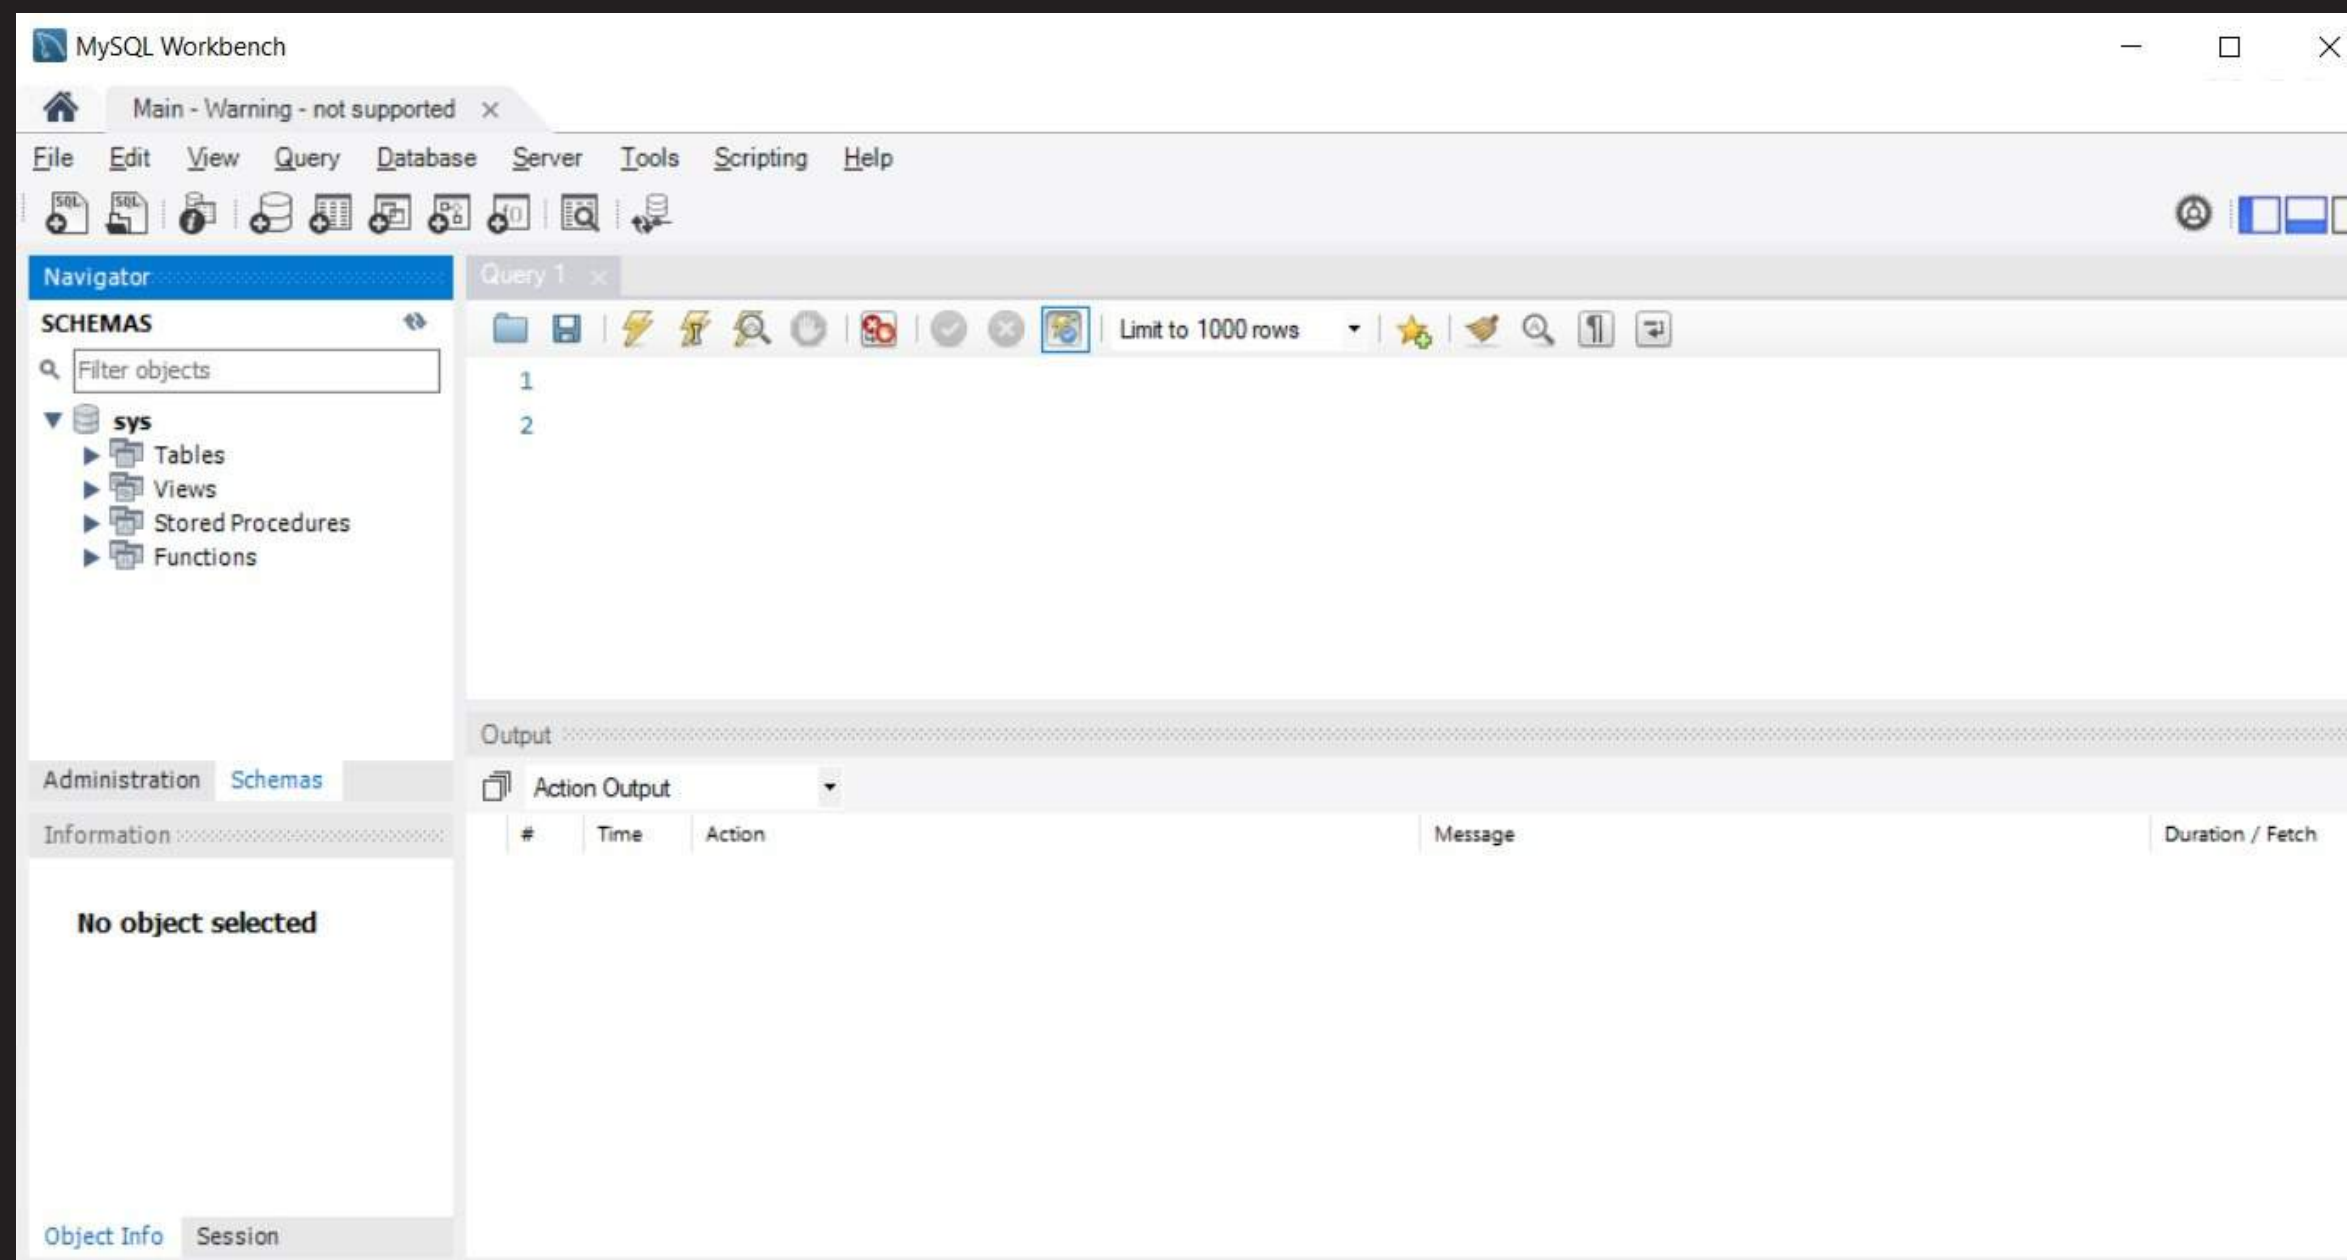 MySQL Workbench
Main - Warning - not supported
File Edit View Query Database Server Tools Scripting Help
Navigator
SCHEMAS
Filter objects
sys
Tables
Views
Stored Procedures
Functions
Administration Schemas
Information
No object selected
Object Info Session
Query 1
Limit to 1000 rows
1
2
Output
Action Output
# Time Action Message Duration / Fetch